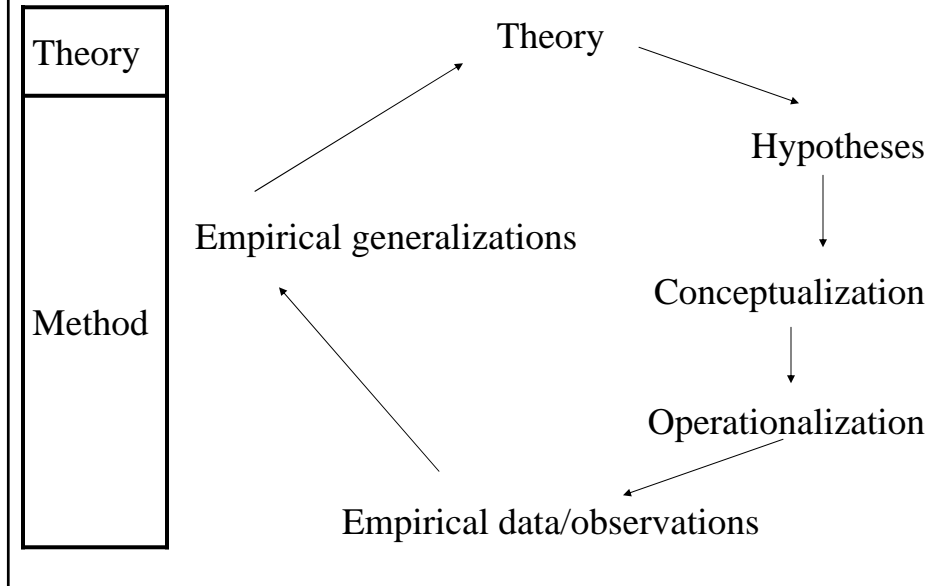 Theory
Theory
Hypotheses
Empirical generalizations
Conceptualization
Method
Operationalization
Empirical data/observations